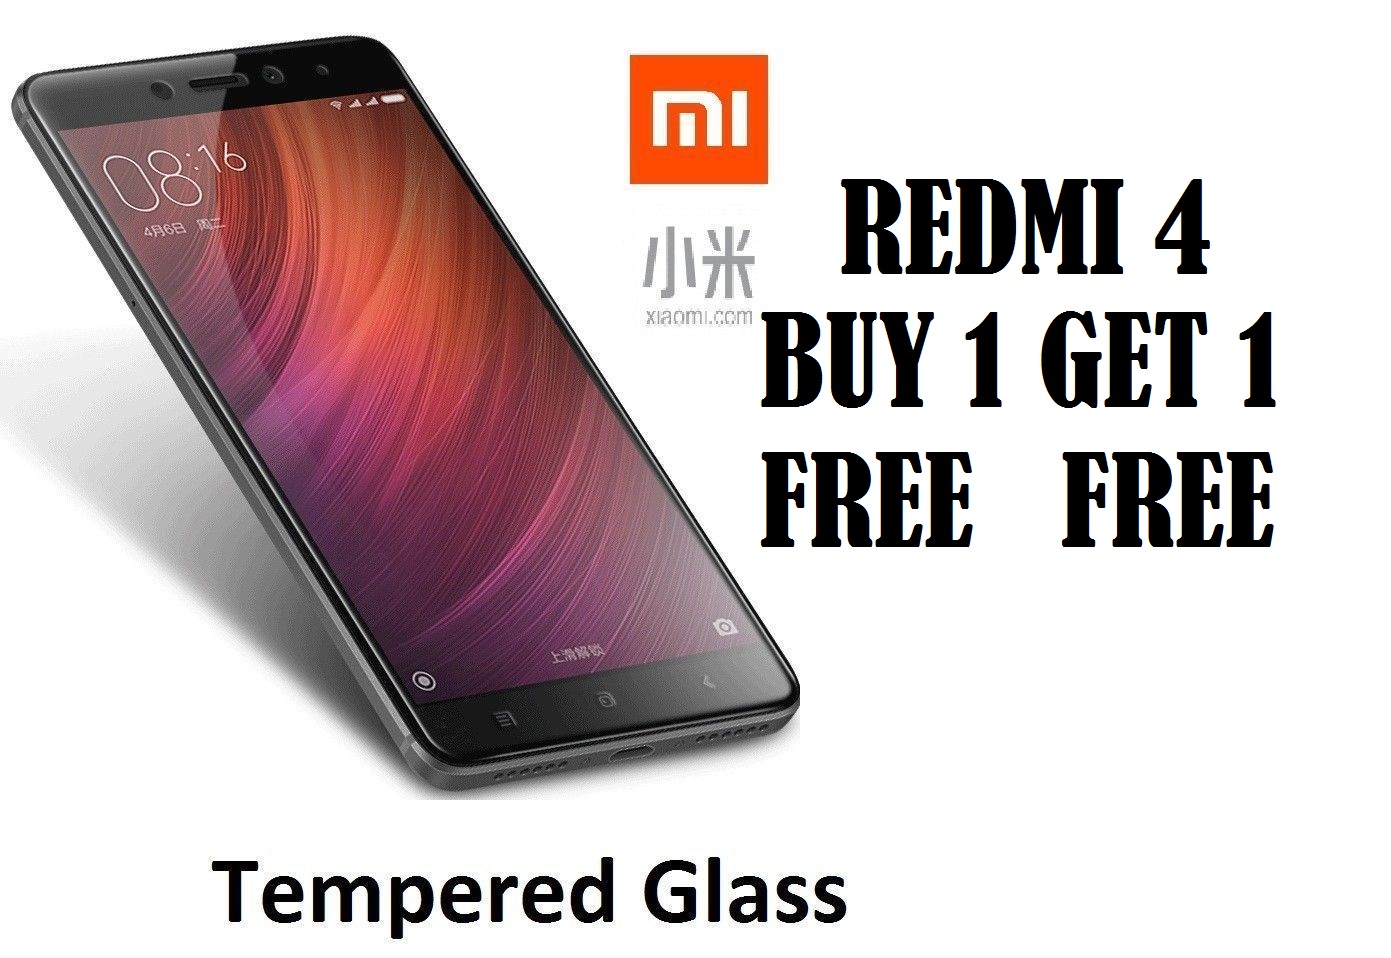 08:16
4月6日 周二
上滑解锁
mi
小米
xiaomi.com
REDMI 4
BUY 1 GET 1
FREE FREE
Tempered Glass